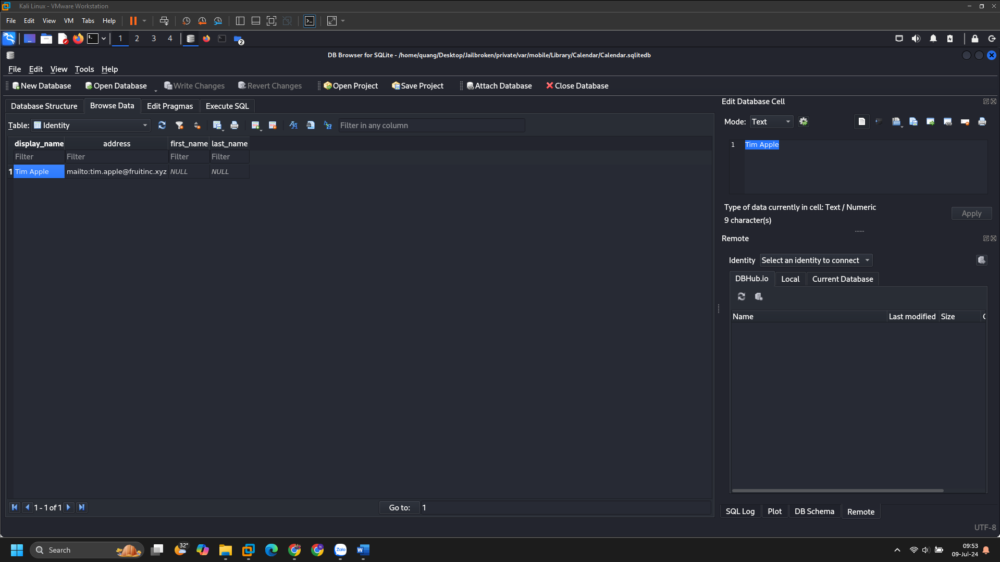 Kali Linux - VMware Workstation
File Edit View VM Tabs Help
1 2 3 4 2
DB Browser for SQLite - /home/quang/Desktop/Jailbroken/private/var/mobile/Library/Calendar/Calendar.sqlitedb
File Edit View Tools Help
New Database Open Database Write Changes Revert Changes Open Project Save Project Attach Database Close Database
Database Structure Browse Data Edit Pragmas Execute SQL
Table: Identity Filter in any column
display_name address first_name last_name
Filter Filter Filter Filter
1 Tim Apple mailto:tim.apple@fruitinc.xyz NULL NULL
1 - 1 of 1 Go to: 1
Edit Database Cell
Mode: Text
1 Tim Apple
Type of data currently in cell: Text / Numeric
9 character(s)
Apply
Remote
Identity Select an identity to connect
DBHub.io Local Current Database
Name Last modified Size
SQL Log Plot DB Schema Remote
UTF-8
Search 32° Zalo W 09:53
09-Jul-24